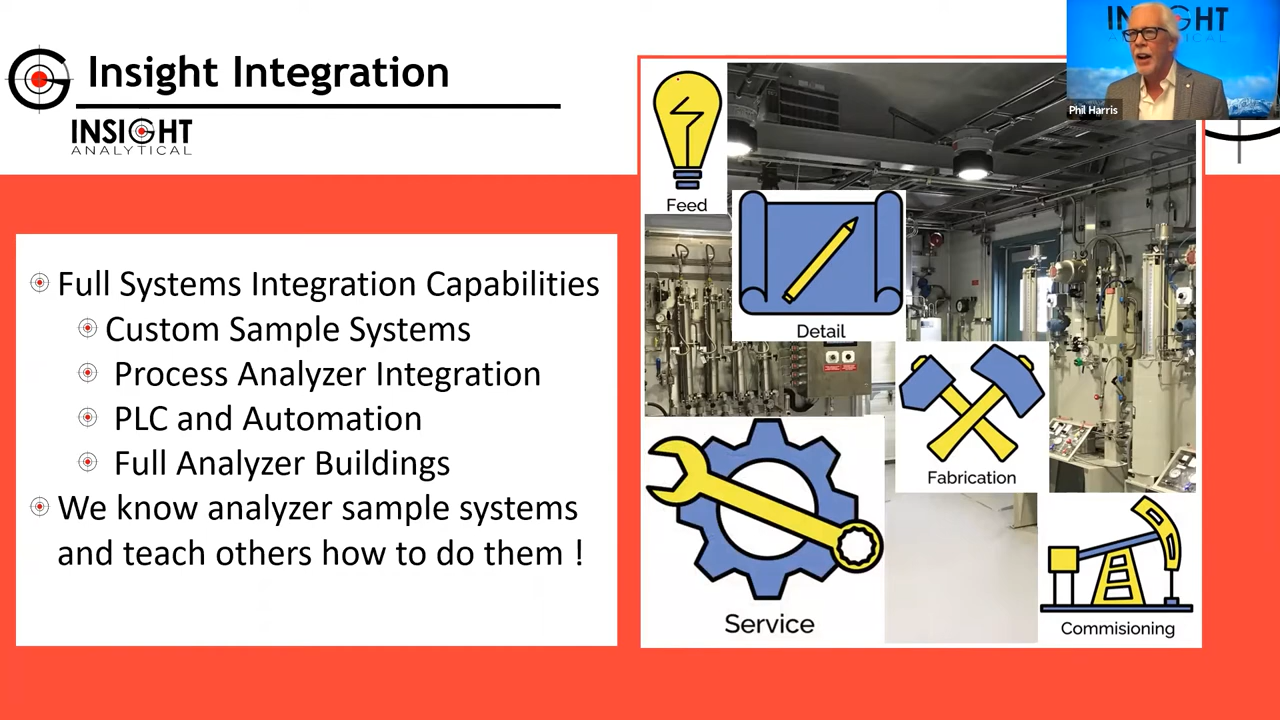 Insight Integration
INSIGHT
ANALYTICAL
Full Systems Integration Capabilities
Custom Sample Systems
Process Analyzer Integration
PLC and Automation
Full Analyzer Buildings
We know analyzer sample systems
and teach others how to do them !
Feed
Detail
Fabrication
Service
Commisioning
Phil Harris